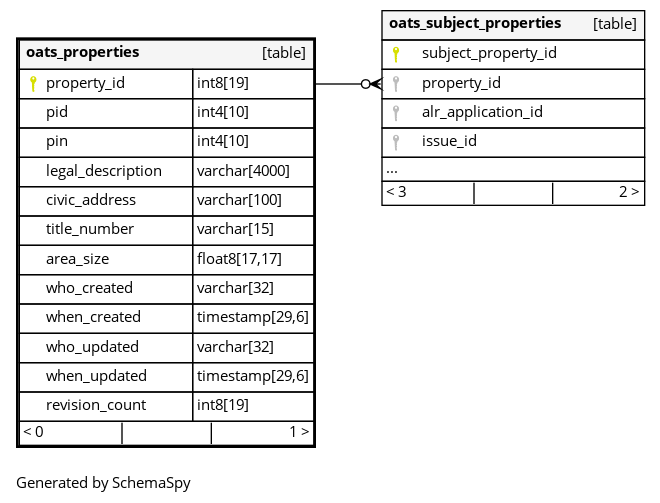 oats_properties [table]
property_id int8[19]
pid int4[10]
pin int4[10]
legal_description varchar[4000]
civic_address varchar[100]
title_number varchar[15]
area_size float8[17,17]
who_created varchar[32]
when_created timestamp[29,6]
who_updated varchar[32]
when_updated timestamp[29,6]
revision_count int8[19]
< 0 1 >
oats_subject_properties [table]
subject_property_id
property_id
alr_application_id
issue_id
...
< 3 2 >
Generated by SchemaSpy